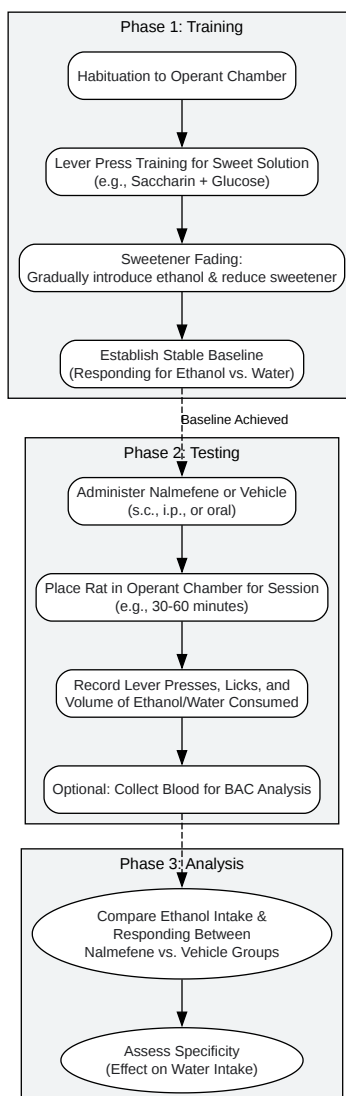 Phase 1: Training
Habituation to Operant Chamber
Lever Press Training for Sweet Solution
(e.g., Saccharin + Glucose)
Sweetener Fading:
Gradually introduce ethanol & reduce sweetener
Establish Stable Baseline
(Responding for Ethanol vs. Water)
Baseline Achieved
Phase 2: Testing
Administer Nalmefene or Vehicle
(s.c., i.p., or oral)
Place Rat in Operant Chamber for Session
(e.g., 30-60 minutes)
Record Lever Presses, Licks, and
Volume of Ethanol/Water Consumed
Optional: Collect Blood for BAC Analysis
Phase 3: Analysis
Compare Ethanol Intake &
Responding Between
Nalmefene vs. Vehicle Groups
Assess Specificity
(Effect on Water Intake)